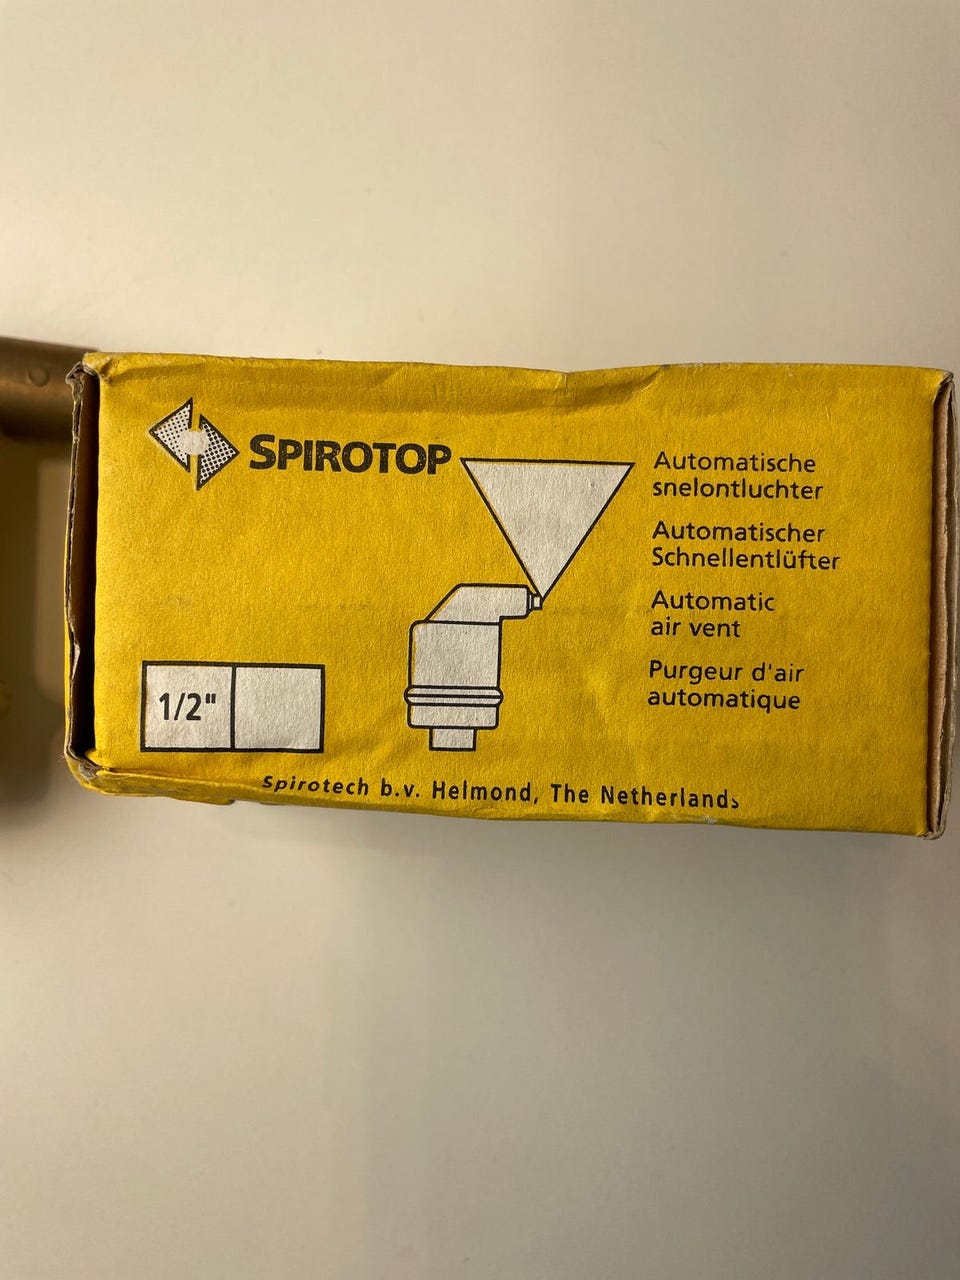 SPIROTOP
Automatische
snelontluchter
Automatischer
Schnellentlüfter
Automatic
air vent
Purgeur d'air
automatique
1/2"
Spirotech b.v. Helmond, The Netherlands